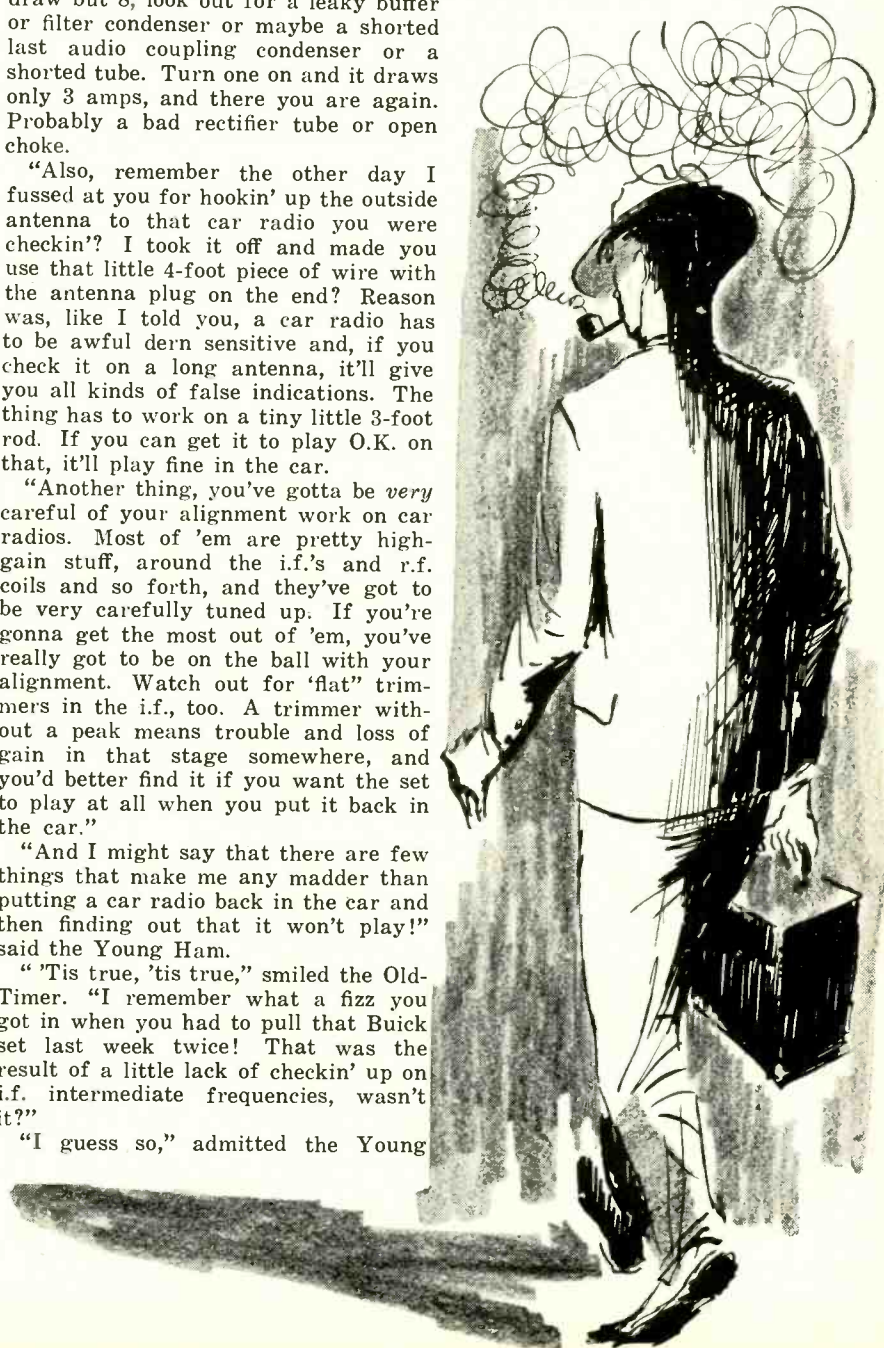 draw but 8, look out for a leaky buffer
or filter condenser or maybe a shorted
last audio coupling condenser or a
shorted tube. Turn one on and it draws
only 3 amps, and there you are again.
Probably a bad rectifier tube or open
choke.
“Also, remember the other day I
fussed at you for hookin’ up the outside
antenna to that car radio you were
checkin’? I took it off and made you
use that little 4-foot piece of wire with
the antenna plug on the end? Reason
was, like I told you, a car radio has
to be awful dern sensitive and, if you
check it on a long antenna, it’ll give
you all kinds of false indications. The
thing has to work on a tiny little 3-foot
rod. If you can get it to play O.K. on
that, it’ll play fine in the car.
“Another thing, you’ve gotta be very
careful of your alignment work on car
radios. Most of ’em are pretty high-
gain stuff, around the i.f.’s and r.f.
coils and so forth, and they’ve got to
be very carefully tuned up. If you’re
gonna get the most out of ’em, you’ve
really got to be on the ball with your
alignment. Watch out for ‘flat” trim-
mers in the i.f., too. A trimmer with-
out a peak means trouble and loss of
gain in that stage somewhere, and
you’d better find it if you want the set
to play at all when you put it back in
the car.”
“And I might say that there are few
things that make me any madder than
putting a car radio back in the car and
then finding out that it won’t play!”
said the Young Ham.
“ ’Tis true, ’tis true,” smiled the Old-
Timer. “I remember what a fizz you
got in when you had to pull that Buick
set last week twice! That was the
result of a little lack of checkin’ up on
i.f. intermediate frequencies, wasn’t
it?”
“I guess so,” admitted the Young